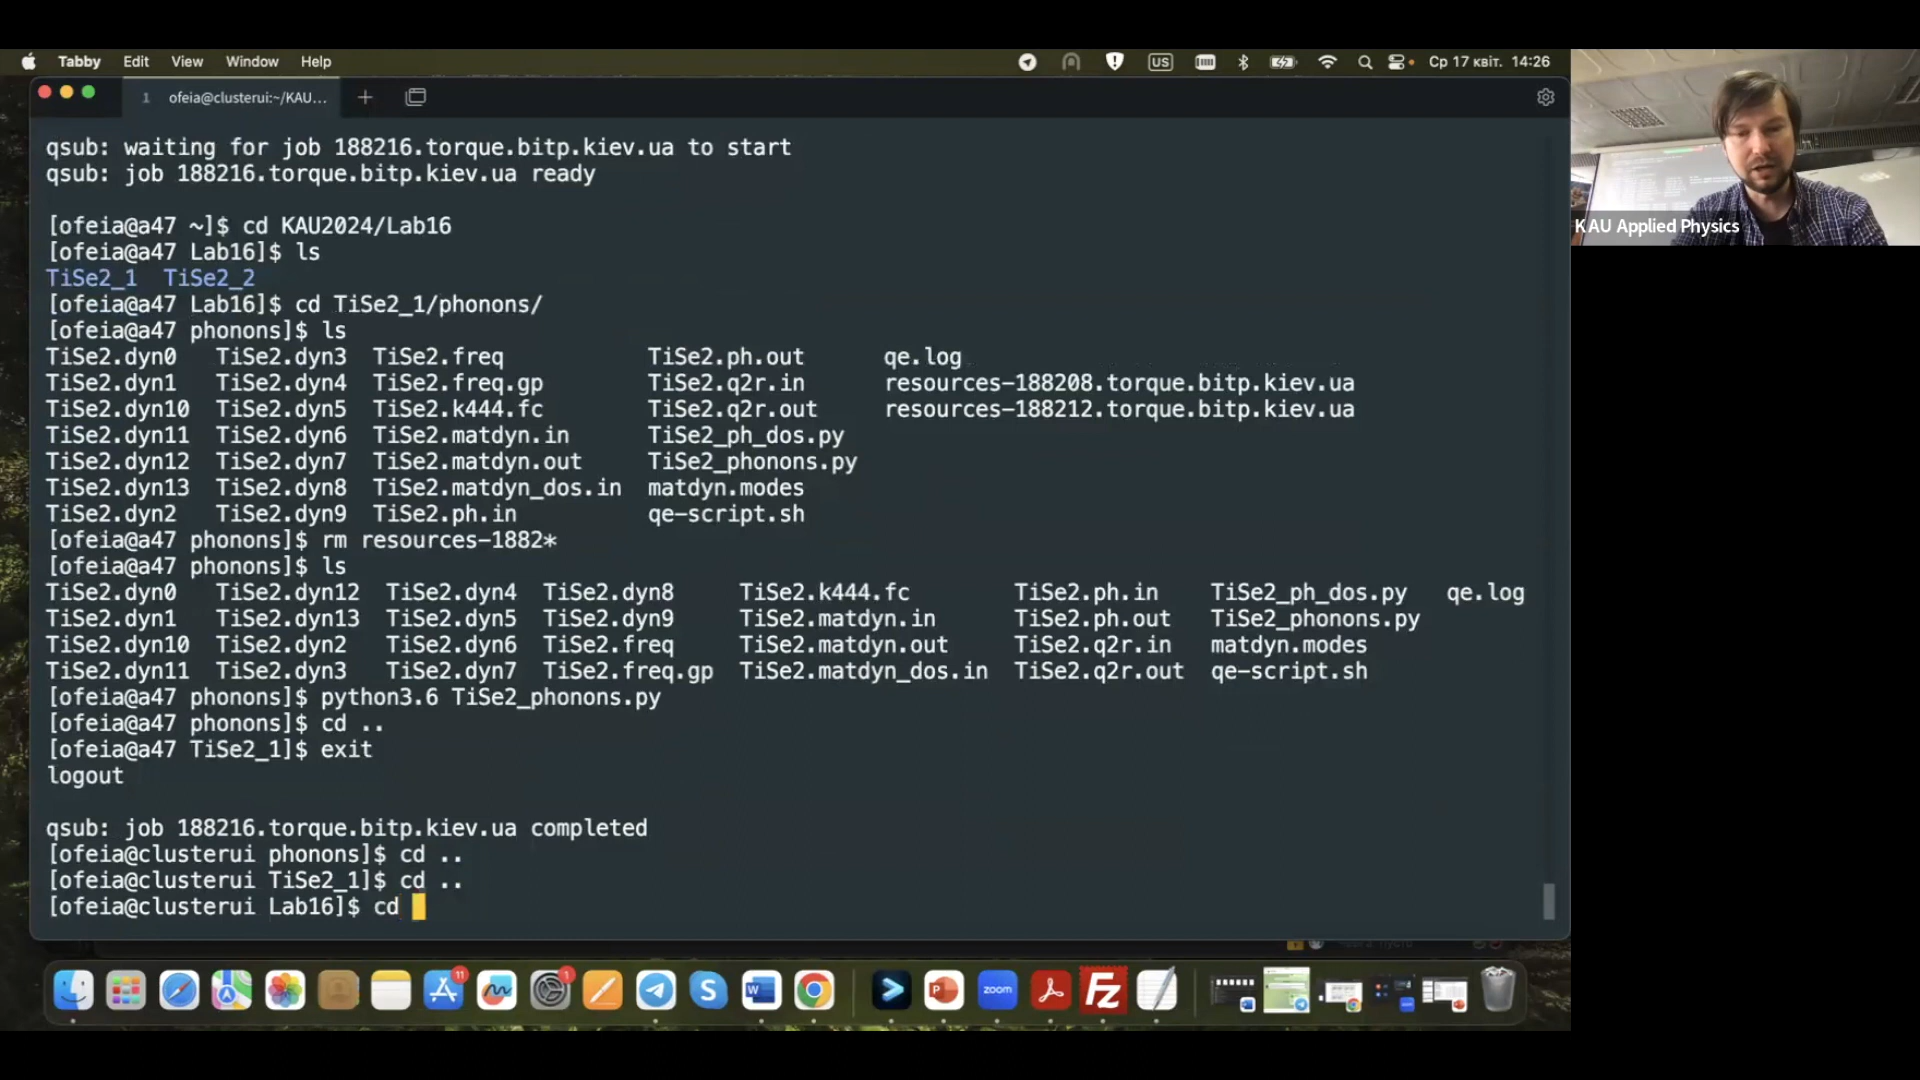 Tabby Edit View Window Help US Ср 17 квіт. 14:26
1 ofeia@clusterui:~/KAU...
qsub: waiting for job 188216.torque.bitp.kiev.ua to start
qsub: job 188216.torque.bitp.kiev.ua ready
[ofeia@a47 ~]$ cd KAU2024/Lab16
[ofeia@a47 Lab16]$ ls
TiSe2_1 TiSe2_2
[ofeia@a47 Lab16]$ cd TiSe2_1/phonons/
[ofeia@a47 phonons]$ ls
TiSe2.dyn0 TiSe2.dyn3 TiSe2.freq TiSe2.ph.out qe.log
TiSe2.dyn1 TiSe2.dyn4 TiSe2.freq.gp TiSe2.q2r.in resources-188208.torque.bitp.kiev.ua
TiSe2.dyn10 TiSe2.dyn5 TiSe2.k444.fc TiSe2.q2r.out resources-188212.torque.bitp.kiev.ua
TiSe2.dyn11 TiSe2.dyn6 TiSe2.matdyn.in TiSe2_ph_dos.py
TiSe2.dyn12 TiSe2.dyn7 TiSe2.matdyn.out TiSe2_phonons.py
TiSe2.dyn13 TiSe2.dyn8 TiSe2.matdyn_dos.in matdyn.modes
TiSe2.dyn2 TiSe2.dyn9 TiSe2.ph.in qe-script.sh
[ofeia@a47 phonons]$ rm resources-1882*
[ofeia@a47 phonons]$ ls
TiSe2.dyn0 TiSe2.dyn12 TiSe2.dyn4 TiSe2.dyn8 TiSe2.k444.fc TiSe2.ph.in TiSe2_ph_dos.py qe.log
TiSe2.dyn1 TiSe2.dyn13 TiSe2.dyn5 TiSe2.dyn9 TiSe2.matdyn.in TiSe2.ph.out TiSe2_phonons.py
TiSe2.dyn10 TiSe2.dyn2 TiSe2.dyn6 TiSe2.freq TiSe2.matdyn.out TiSe2.q2r.in matdyn.modes
TiSe2.dyn11 TiSe2.dyn3 TiSe2.dyn7 TiSe2.freq.gp TiSe2.matdyn_dos.in TiSe2.q2r.out qe-script.sh
[ofeia@a47 phonons]$ python3.6 TiSe2_phonons.py
[ofeia@a47 phonons]$ cd ..
[ofeia@a47 TiSe2_1]$ exit
logout
qsub: job 188216.torque.bitp.kiev.ua completed
[ofeia@clusterui phonons]$ cd ..
[ofeia@clusterui TiSe2_1]$ cd ..
[ofeia@clusterui Lab16]$ cd
KAU Applied Physics
11 1
zoom